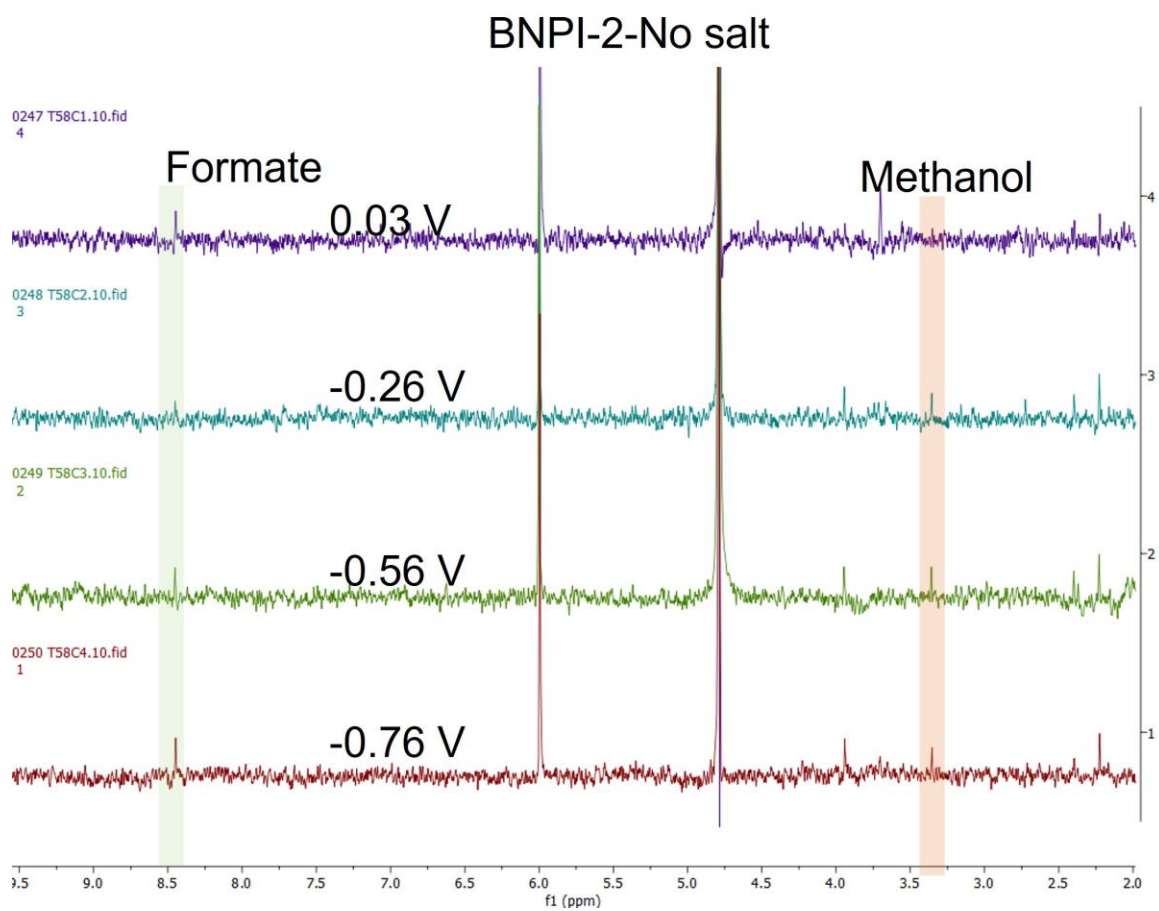 BNPI-2-No salt
0247 T58C1.10.fid
4
Formate
Methanol
0.03 V
4
0248 T58C2.10.fid
3
-0.26 V
3
0249 T58C3.10.fid
2
-0.56 V
2
0250 T58C4.10.fid
1
-0.76 V
1
9.5 9.0 8.5 8.0 7.5 7.0 6.5 6.0 5.5 5.0 4.5 4.0 3.5 3.0 2.5 2.0
f1 (ppm)